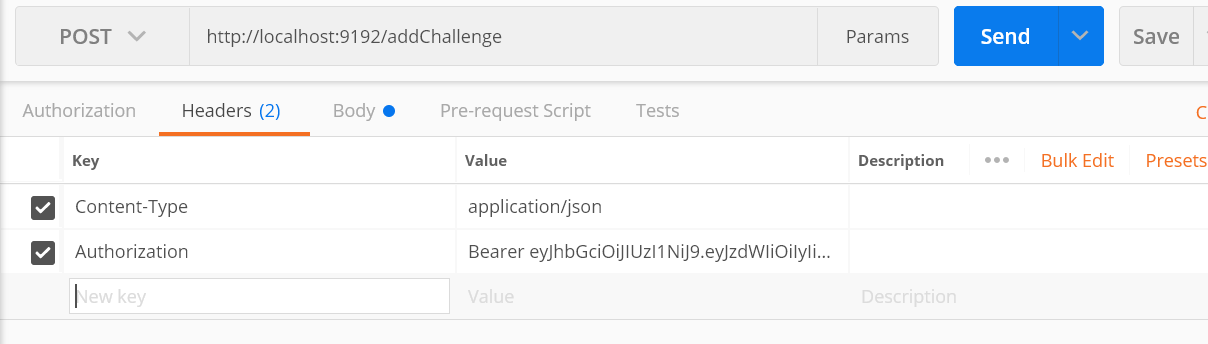 POST http://localhost:9192/addChallenge Params Send Save
Authorization Headers (2) Body Pre-request Script Tests C
Key Value Description Bulk Edit Presets
Content-Type application/json
Authorization Bearer eyJhbGciOiJIUzI1NiJ9.eyJzdWIiOiIyIi...
New key Value Description